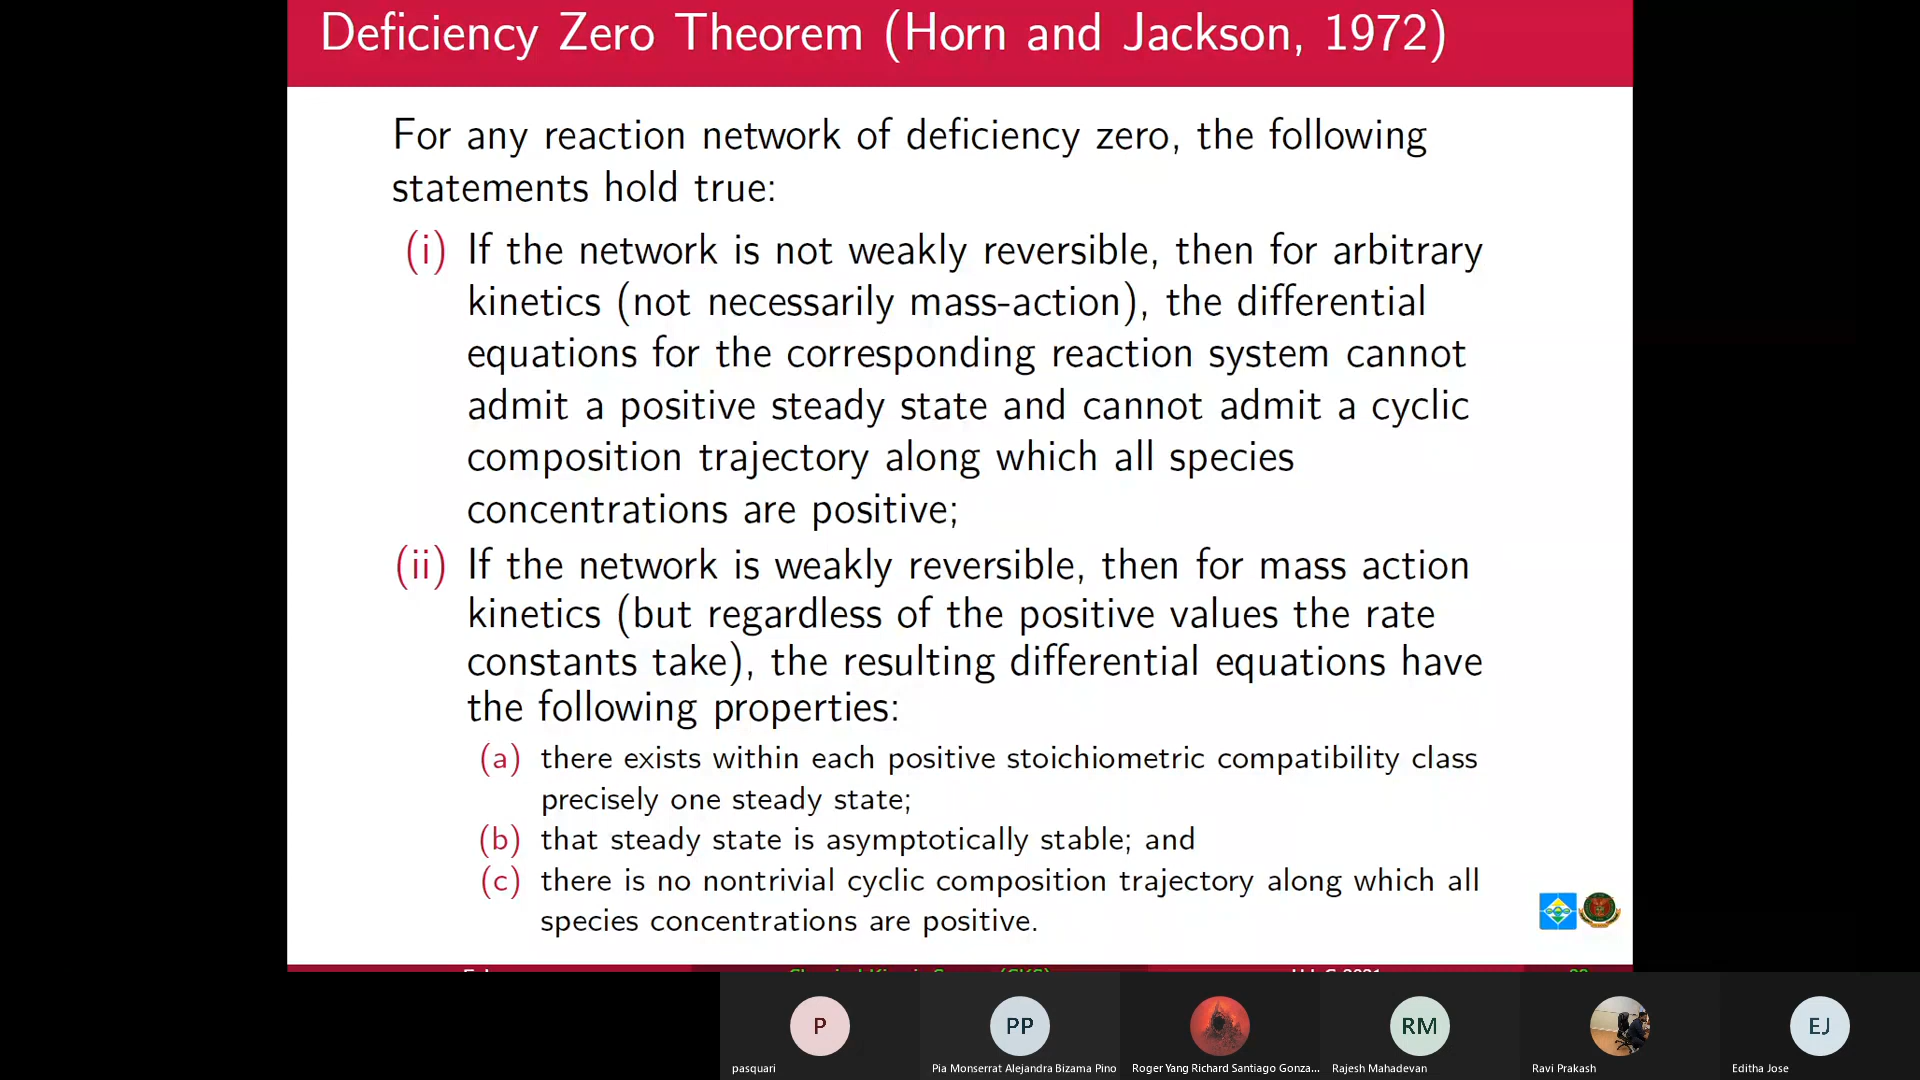 Deficiency Zero Theorem (Horn and Jackson, 1972)
For any reaction network of deficiency zero, the following
statements hold true:
(i) If the network is not weakly reversible, then for arbitrary
kinetics (not necessarily mass-action), the differential
equations for the corresponding reaction system cannot
admit a positive steady state and cannot admit a cyclic
composition trajectory along which all species
concentrations are positive;
(ii) If the network is weakly reversible, then for mass action
kinetics (but regardless of the positive values the rate
constants take), the resulting differential equations have
the following properties:
(a) there exists within each positive stoichiometric compatibility class
precisely one steady state;
(b) that steady state is asymptotically stable; and
(c) there is no nontrivial cyclic composition trajectory along which all
species concentrations are positive.
P PP RM EJ
pasquari Pia Monserrat Alejandra Bizama Pino Roger Yang Richard Santiago Gonza... Rajesh Mahadevan Ravi Prakash Editha Jose